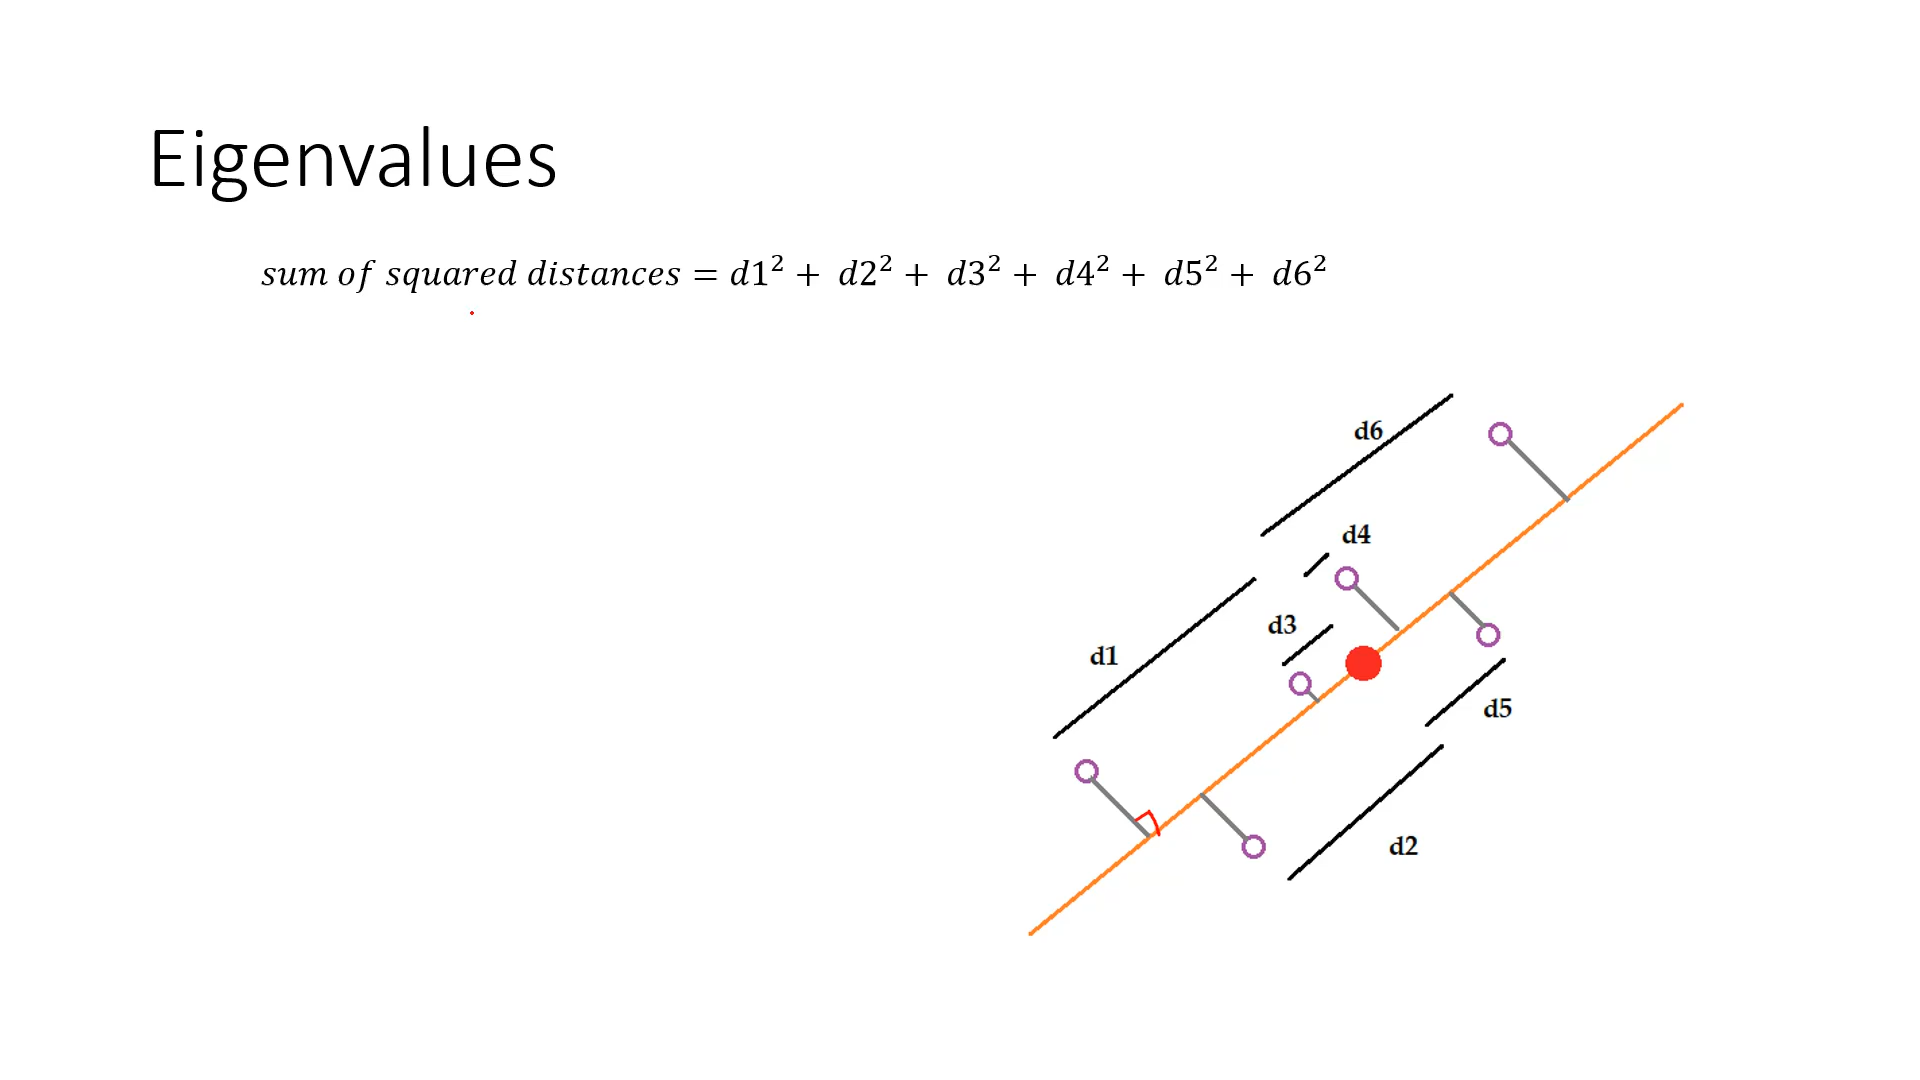 Eigenvalues
sum of squared distances = d1² + d2² + d3² + d4² + d5² + d6²
d6
d4
d3
d1
d5
d2